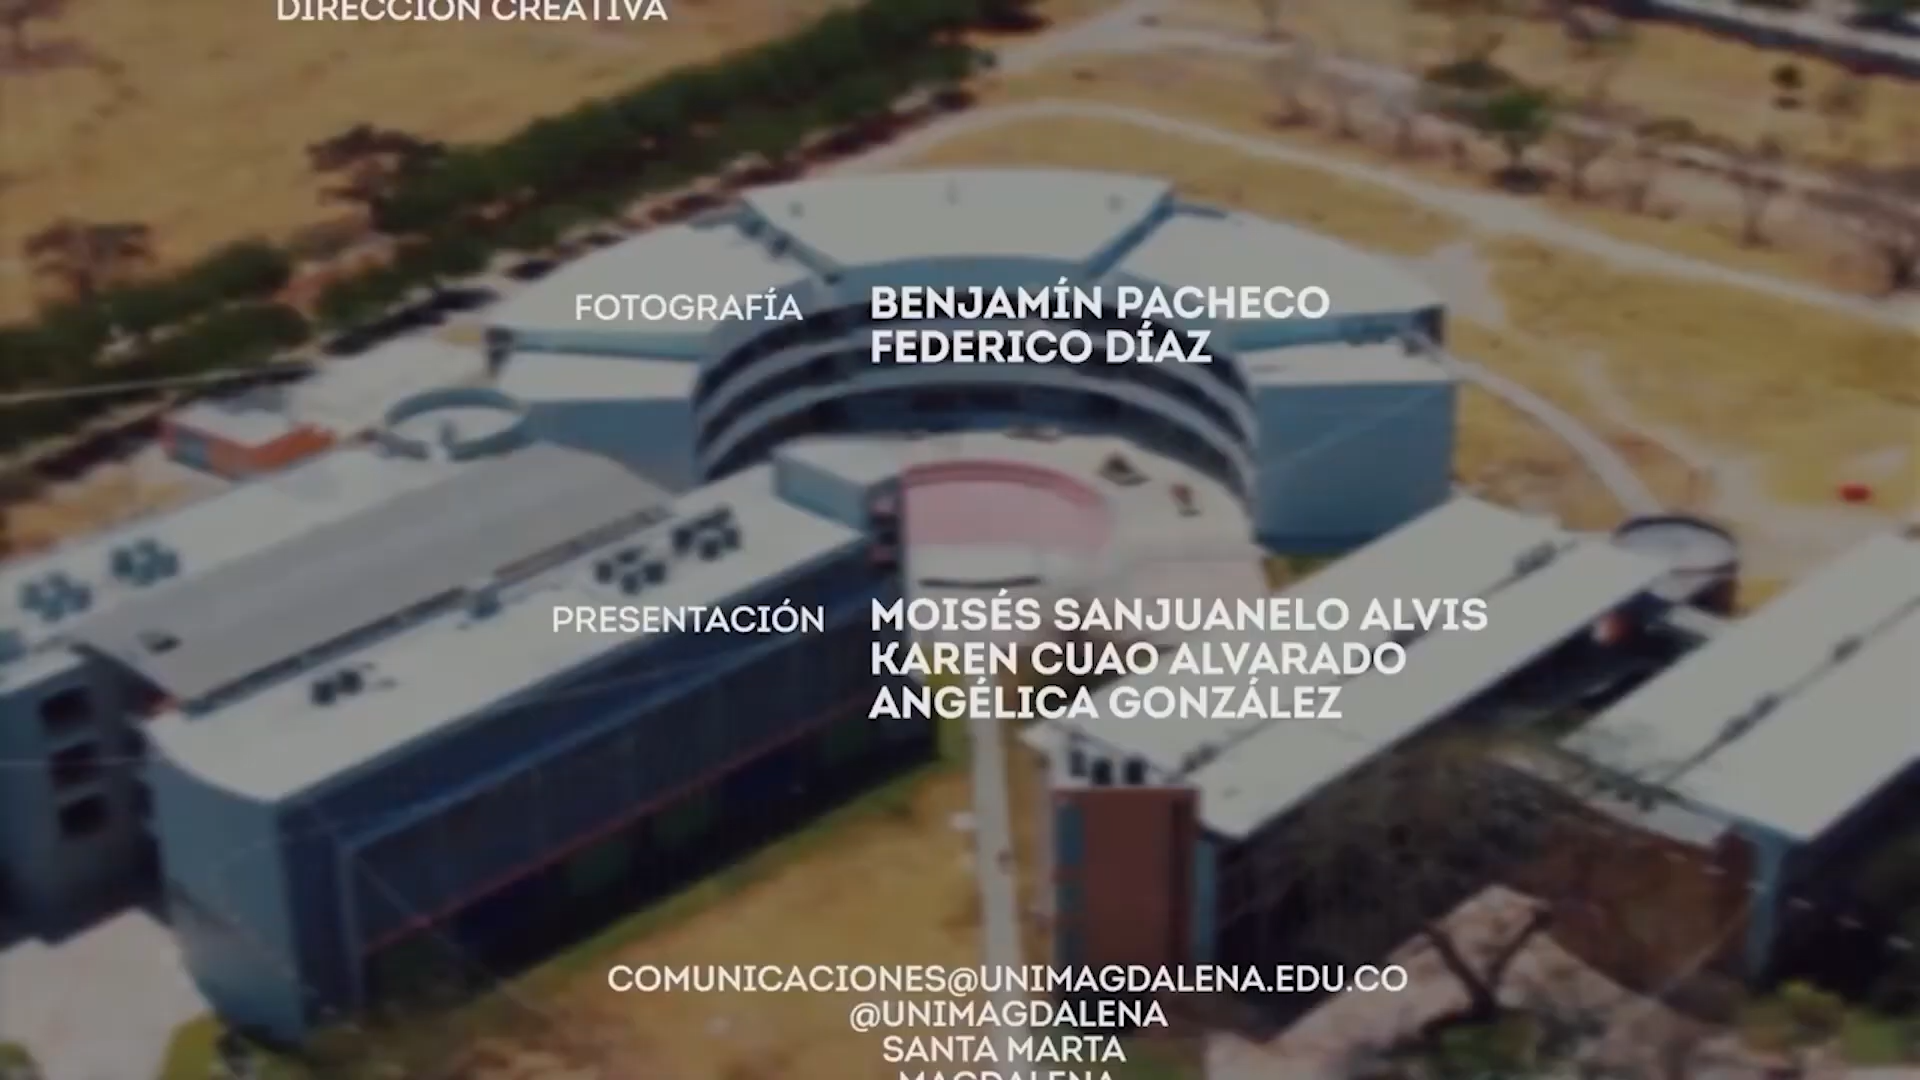 DIRECCIÓN CREATIVA
FOTOGRAFÍA BENJAMÍN PACHECO
FEDERICO DÍAZ
PRESENTACIÓN MOISÉS SANJUANELO ALVIS
KAREN CUAO ALVARADO
ANGÉLICA GONZÁLEZ
COMUNICACIONES@UNIMAGDALENA.EDU.CO
@UNIMAGDALENA
SANTA MARTA
MAGDALENA